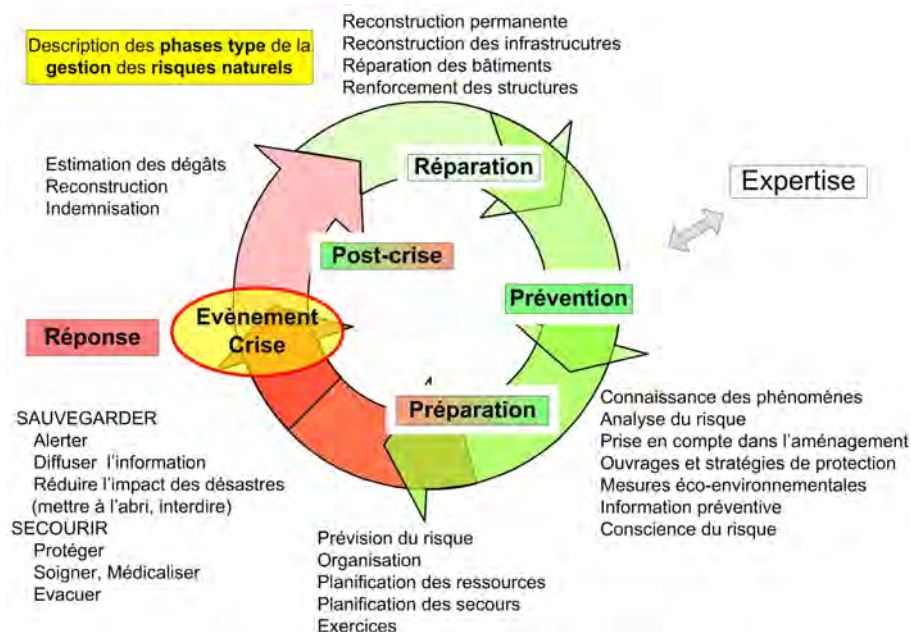 Description des phases type de la
gestion des risques naturels
Reconstruction permanente
Reconstruction des infrastrucutres
Réparation des bâtiments
Renforcement des structures
Estimation des dégâts
Reconstruction
Indemnisation
Réparation
Expertise
Post-crise
Prévention
Réponse
Evènement
Crise
Préparation
SAUVEGARDER
Alerter
Diffuser l'information
Réduire l'impact des désastres
(mettre à l'abri, interdire)
SECOURIR
Protéger
Soigner, Médicaliser
Evacuer
Prévision du risque
Organisation
Planification des ressources
Planification des secours
Exercices
Connaissance des phénomènes
Analyse du risque
Prise en compte dans l'aménagement
Ouvrages et stratégies de protection
Mesures éco-environnementales
Information préventive
Conscience du risque